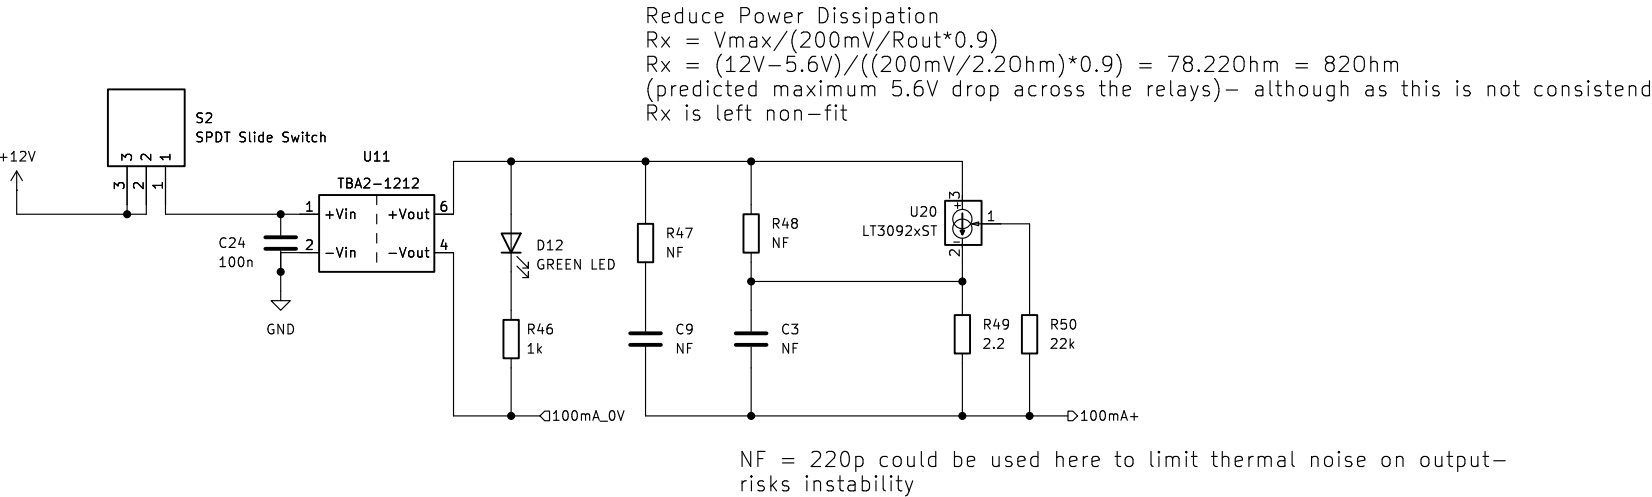 Reduce Power Dissipation
Rx = Vmax/(200mV/Rout*0.9)
Rx = (12V-5.6V)/((200mV/2.2Ohm)*0.9) = 78.22Ohm = 82Ohm
(predicted maximum 5.6V drop across the relays)- although as this is not consistend
Rx is left non-fit
S2
SPDT Slide Switch
3 2 1
3 2 1
+12V
U11
TBA2-1212
1 +Vin +Vout 6
2 -Vin -Vout 4
C24
100n
GND
D12
GREEN LED
R46
1k
R47
NF
C9
NF
R48
NF
C3
NF
U20
LT3092xST
3
+
1
-
2
R49
2.2
R50
22k
100mA_0V
100mA+
NF = 220p could be used here to limit thermal noise on output-
risks instability